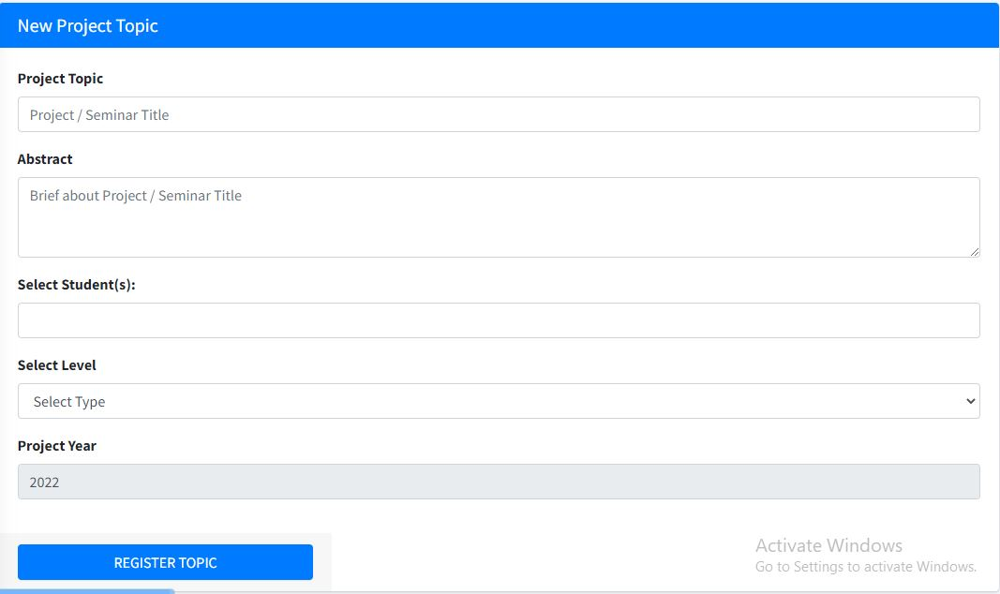 New Project Topic
Project Topic
Project / Seminar Title
Abstract
Brief about Project / Seminar Title
Select Student(s):
Select Level
Select Type
Project Year
2022
REGISTER TOPIC
Activate Windows
Go to Settings to activate Windows.